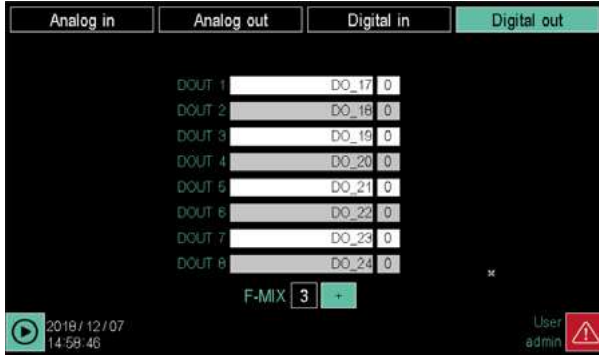 Analog in Analog out Digital in Digital out
DOUT 1 DO_17 0
DOUT 2 DO_18 0
DOUT 3 DO_19 0
DOUT 4 DO_20 0
DOUT 5 DO_21 0
DOUT 6 DO_22 0
DOUT 7 DO_23 0
DOUT 8 DO_24 0
F-MIX 3 +
2018/12/07
14:58:46
User
admin